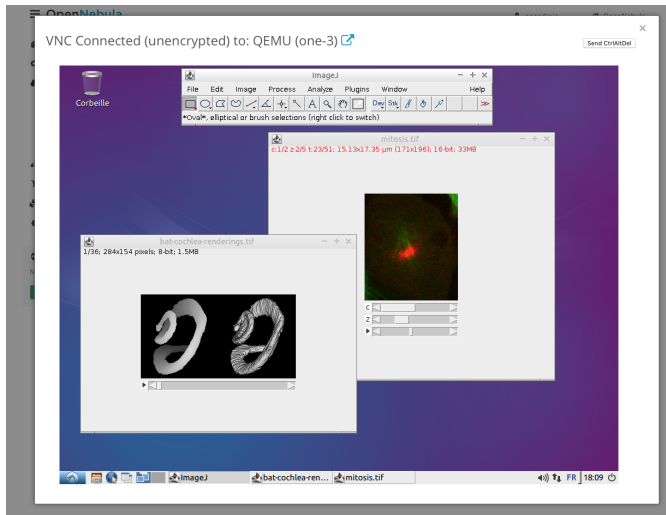 OpenNebula
VNC Connected (unencrypted) to: QEMU (one-3)
Send CtrlAltDel
Corbeille
ImageJ
File Edit Image Process Analyze Plugins Window Help
Dev Stk
*Oval*, elliptical or brush selections (right click to switch)
mitosis.tif
c:1/2 z:2/5 t:23/51; 15.13x17.35 µm (171x196); 16-bit; 33MB
bat-cochlea-renderings.tif
1/36; 284x154 pixels; 8-bit; 1.5MB
C
Z
ImageJ
bat-cochlea-ren...
mitosis.tif
FR
18:09